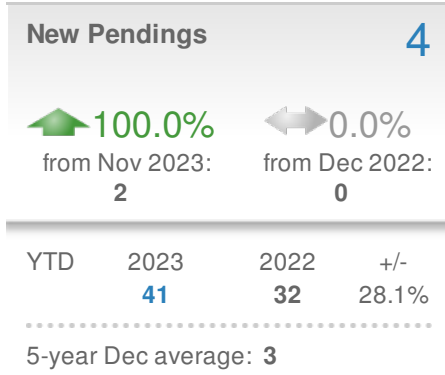 New Pendings 4
100.0% 0.0%
from Nov 2023: from Dec 2022:
2 0
YTD 2023 2022 +/-
41 32 28.1%
5-year Dec average: 3